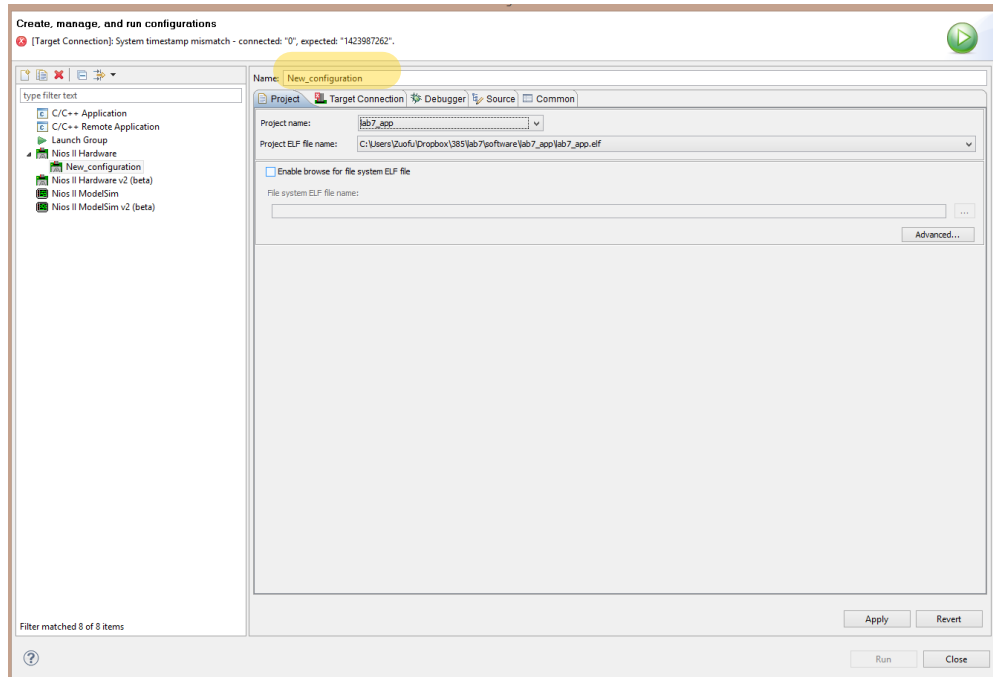 Create, manage, and run configurations
[Target Connection]: System timestamp mismatch - connected: "0", expected: "1423987262".
type filter text
C/C++ Application
C/C++ Remote Application
Launch Group
Nios II Hardware
New_configuration
Nios II Hardware v2 (beta)
Nios II ModelSim
Nios II ModelSim v2 (beta)
Filter matched 8 of 8 items
Name: New_configuration
Project Target Connection Debugger Source Common
Project name: lab7_app
Project ELF file name: C:\Users\Zuofu\Dropbox\385\lab7\software\lab7_app\lab7_app.elf
Enable browse for file system ELF file
File system ELF file name:
...
Advanced...
Apply Revert
? Run Close